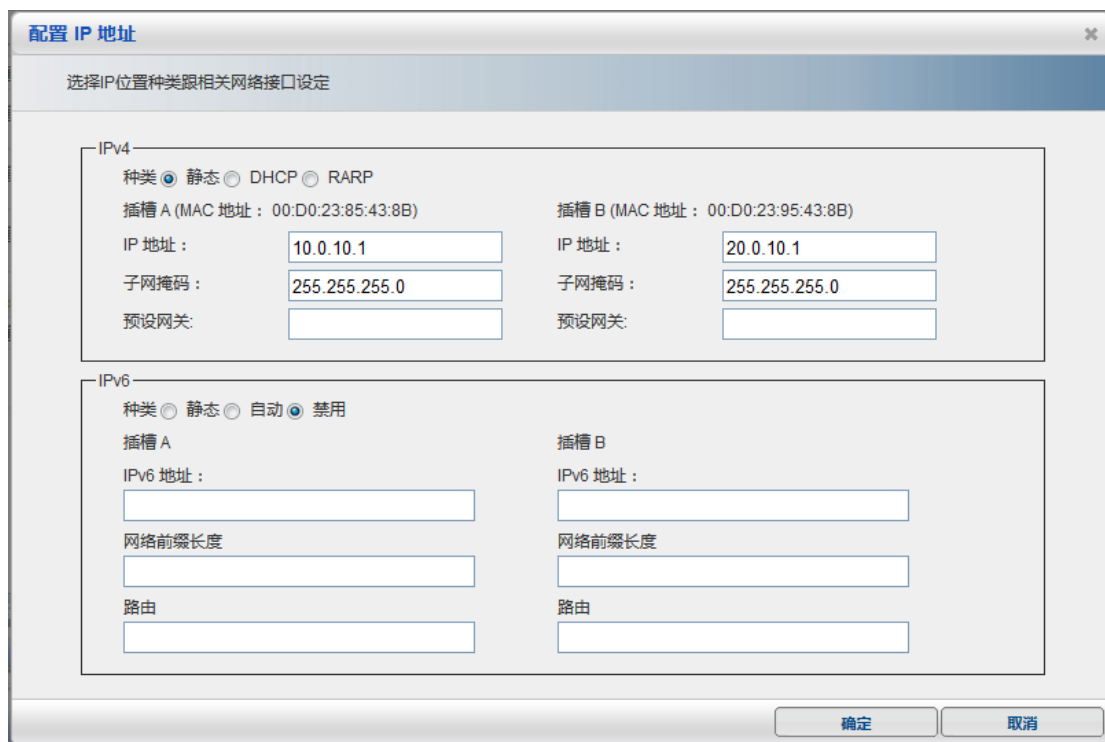 配置 IP 地址
选择IP位置种类跟相关网络接口设定
IPv4
种类 静态 DHCP RARP
插槽 A (MAC 地址： 00:D0:23:85:43:8B) 插槽 B (MAC 地址： 00:D0:23:95:43:8B)
IP 地址： 10.0.10.1 IP 地址： 20.0.10.1
子网掩码： 255.255.255.0 子网掩码： 255.255.255.0
预设网关: 预设网关:
IPv6
种类 静态 自动 禁用
插槽 A 插槽 B
IPv6 地址： IPv6 地址：
网络前缀长度 网络前缀长度
路由 路由
确定 取消